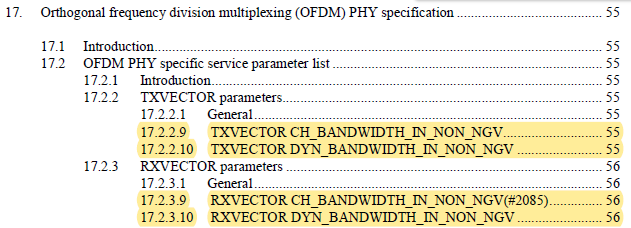 17. Orthogonal frequency division multiplexing (OFDM) PHY specification ........................................ 55
17.1 Introduction........................................ 55
17.2 OFDM PHY specific service parameter list ........................................ 55
17.2.1 Introduction........................................ 55
17.2.2 TXVECTOR parameters........................................ 55
17.2.2.1 General........................................ 55
17.2.2.9 TXVECTOR CH_BANDWIDTH_IN_NON_NGV........................... 55
17.2.2.10 TXVECTOR DYN_BANDWIDTH_IN_NON_NGV ........................ 55
17.2.3 RXVECTOR parameters ........................................ 56
17.2.3.1 General........................................ 56
17.2.3.9 RXVECTOR CH_BANDWIDTH_IN_NON_NGV(#2085).............. 56
17.2.3.10 RXVECTOR DYN_BANDWIDTH_IN_NON_NGV ........................ 56